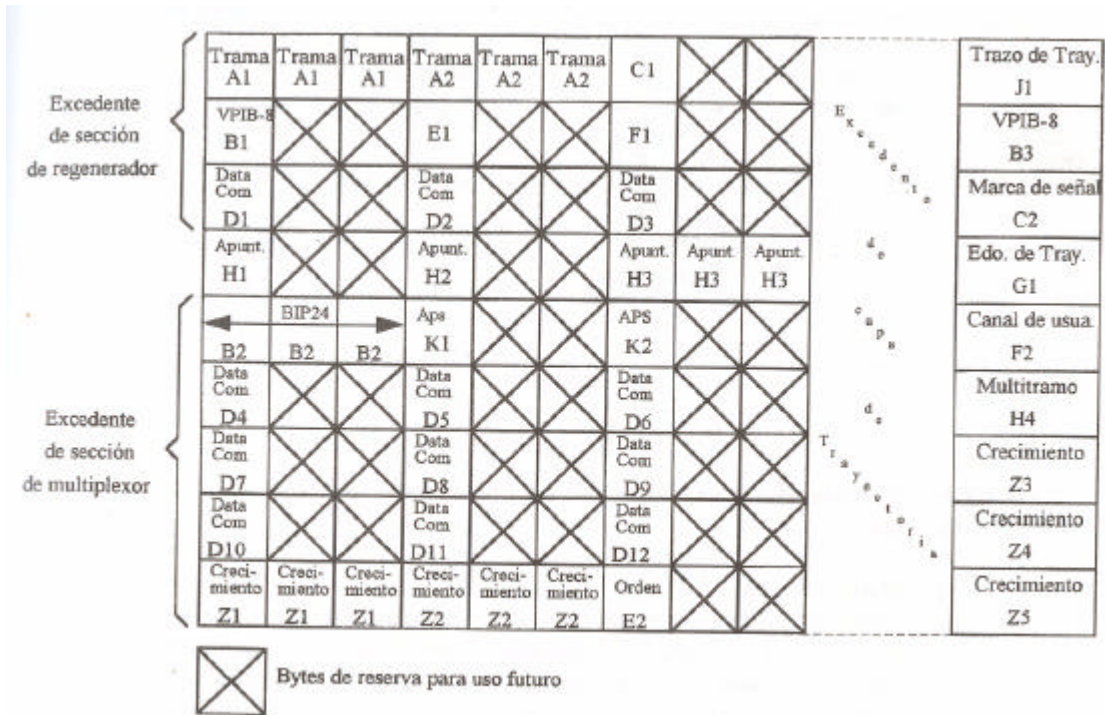 Excedente
de sección
de regenerador
Trama A1 Trama A1 Trama A1 Trama A2 Trama A2 Trama A2 C1
VPIB-8 B1 E1 F1
Data Com D1 Data Com D2 Data Com D3
Apunt. H1 Apunt. H2 Apunt. H3 Apunt. H3 Apunt. H3
Excedente
de sección
de multiplexor
BIP24
B2 B2 B2 Aps K1 APS K2
Data Com D4 Data Com D5 Data Com D6
Data Com D7 Data Com D8 Data Com D9
Data Com D10 Data Com D11 Data Com D12
Creci-miento Z1 Creci-miento Z1 Creci-miento Z1 Creci-miento Z2 Creci-miento Z2 Creci-miento Z2 Orden E2
Excedente
de
capa
de
Trayectoria
Trazo de Tray.
J1
VPIB-8
B3
Marca de señal
C2
Edo. de Tray.
G1
Canal de usua.
F2
Multitramo
H4
Crecimiento
Z3
Crecimiento
Z4
Crecimiento
Z5
Bytes de reserva para uso futuro